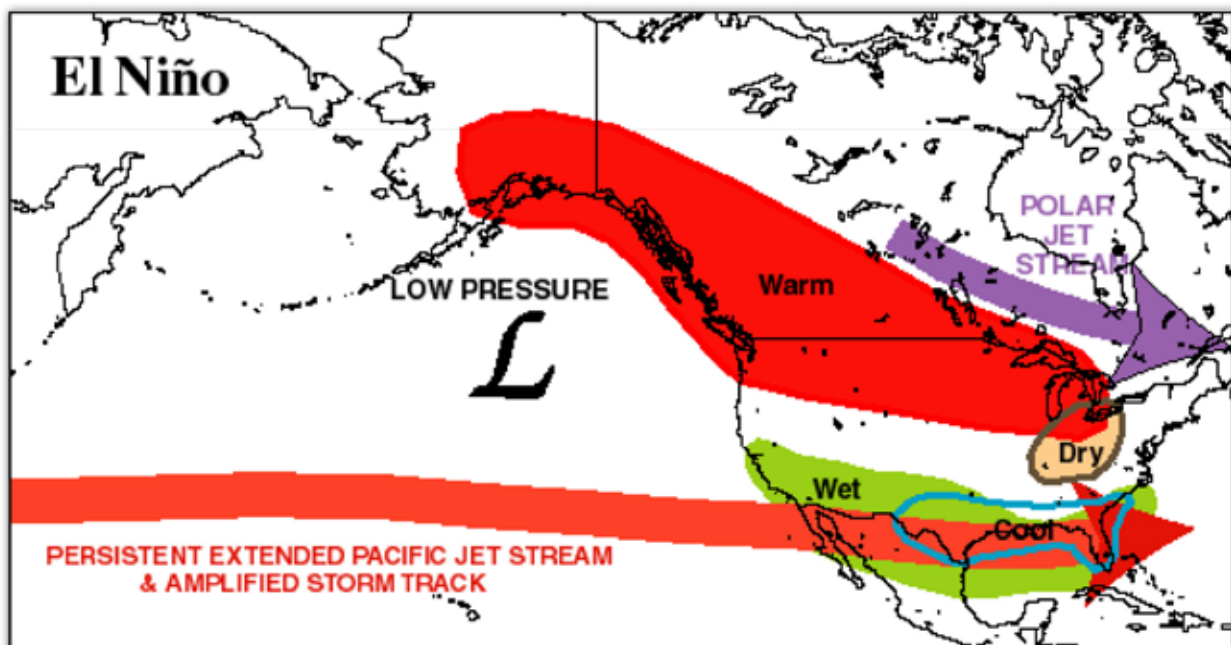 El Niño
POLAR
JET
STREAM
LOW PRESSURE
L
Warm
Dry
Wet
Cool
PERSISTENT EXTENDED PACIFIC JET STREAM
& AMPLIFIED STORM TRACK